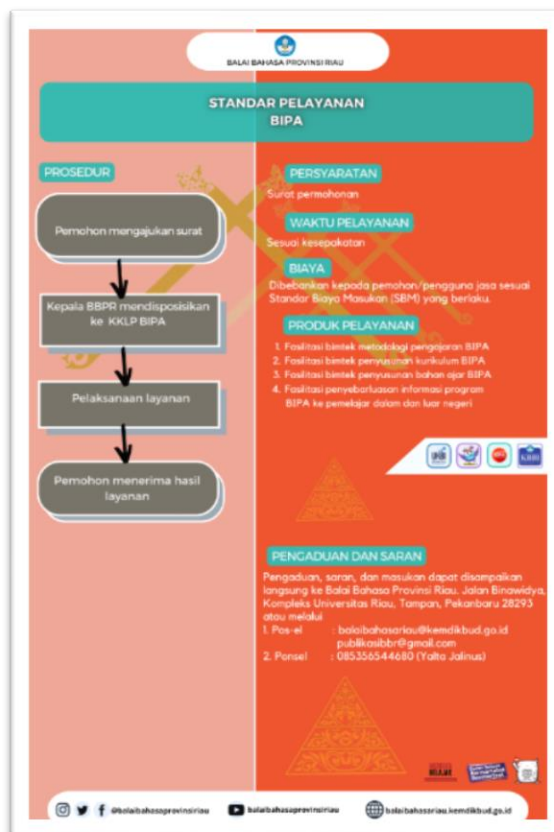 BALAI BAHASA PROVINSI RIAU
STANDAR PELAYANAN
BIPA
PROSEDUR
Pemohon mengajukan surat
Kepala BBPR mendisposisikan
ke KKLP BIPA
Pelaksanaan layanan
Pemohon menerima hasil
layanan
PERSYARATAN
Surat permohonan
WAKTU PELAYANAN
Sesuai kesepakatan
BIAYA
Dibebankan kepada pemohon/pengguna jasa sesuai
Standar Biaya Masukan (SBM) yang berlaku.
PRODUK PELAYANAN
1. Fasilitasi bimtek metodologi pengajaran BIPA
2. Fasilitasi bimtek penyusunan kurikulum BIPA
3. Fasilitasi bimtek penyusunan bahan ajar BIPA
4. Fasilitasi penyebarluasan informasi program
BIPA ke pemelajar dalam dan luar negeri
KBBI
PENGADUAN DAN SARAN
Pengaduan, saran, dan masukan dapat disampaikan
langsung ke Balai Bahasa Provinsi Riau. Jalan Binawidya,
Kompleks Universitas Riau, Tampan, Pekanbaru 28293
atau melalui
1. Pos-el : balaibahasariau@kemdikbud.go.id
publikasibbr@gmail.com
2. Ponsel : 085356544680 (Yalta Jalinus)
@balaibahasaprovinsiriau
balaibahasaprovinsiriau
balaibahasariau.kemdikbud.go.id